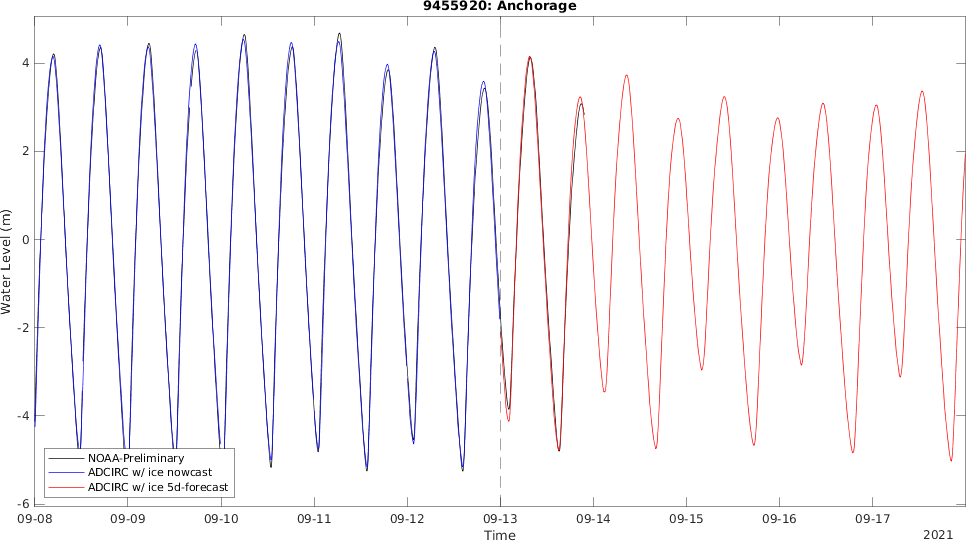 9455920: Anchorage
Water Level (m)
4
2
0
-2
-4
-6
NOAA-Preliminary
ADCIRC w/ ice nowcast
ADCIRC w/ ice 5d-forecast
09-08
09-09
09-10
09-11
09-12
09-13
09-14
09-15
09-16
09-17
Time
2021